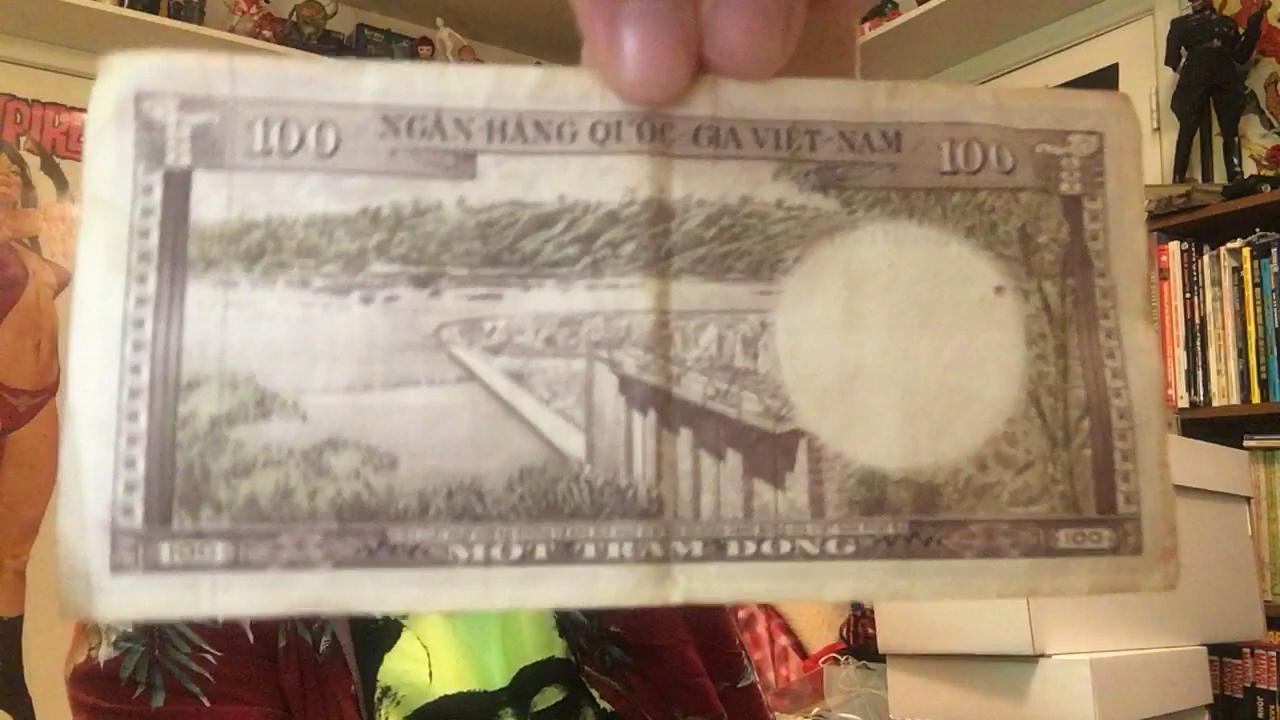 100 NGÂN-HÀNG QUỐC-GIA VIỆT-NAM 100
100 MỘT TRĂM ĐỒNG 100